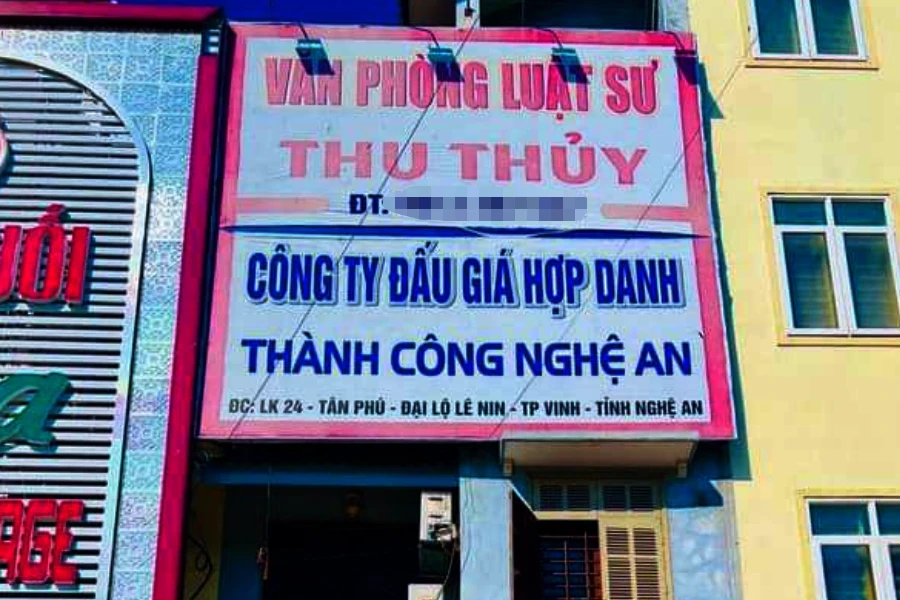 VĂN PHÒNG LUẬT SƯ
THU THỦY
ĐT.
CÔNG TY ĐẤU GIÁ HỢP DANH
THÀNH CÔNG NGHỆ AN
ĐC: LK 24 - TÂN PHÚ - ĐẠI LỘ LÊ NIN - TP VINH - TỈNH NGHỆ AN